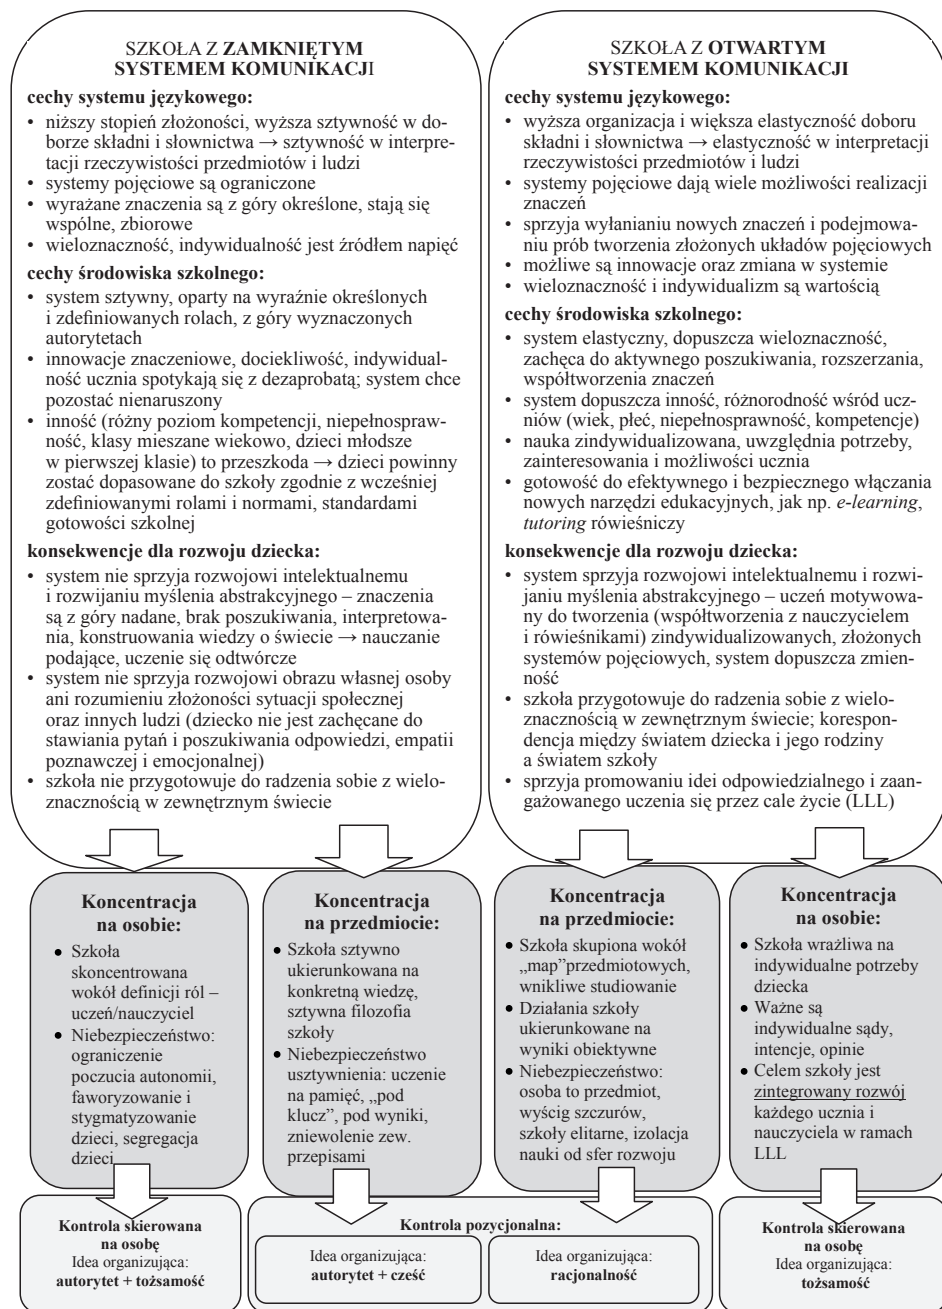 SZKOŁA Z ZAMKNIĘTYM
SYSTEMEM KOMUNIKACJI
cechy systemu językowego:
• niższy stopień złożoności, wyższa sztywność w do-
borze składni i słownictwa → sztywność w interpre-
tacji rzeczywistości przedmiotów i ludzi
• systemy pojęciowe są ograniczone
• wyrażane znaczenia są z góry określone, stają się
wspólne, zbiorowe
• wieloznaczność, indywidualność jest źródłem napięć
cechy środowiska szkolnego:
• system sztywny, oparty na wyraźnie określonych
i zdefiniowanych rolach, z góry wyznaczonych
autorytetach
• innowacje znaczeniowe, dociekliwość, indywidual-
ność ucznia spotykają się z dezaprobatą; system chce
pozostać nienaruszony
• inność (różny poziom kompetencji, niepełnospraw-
ność, klasy mieszane wiekowo, dzieci młodsze
w pierwszej klasie) to przeszkoda → dzieci powinny
zostać dopasowane do szkoły zgodnie z wcześniej
zdefiniowanymi rolami i normami, standardami
gotowości szkolnej
konsekwencje dla rozwoju dziecka:
• system nie sprzyja rozwojowi intelektualnemu
i rozwijaniu myślenia abstrakcyjnego – znaczenia
są z góry nadane, brak poszukiwania, interpretowa-
nia, konstruowania wiedzy o świecie → nauczanie
podające, uczenie się odtwórcze
• system nie sprzyja rozwojowi obrazu własnej osoby
ani rozumieniu złożoności sytuacji społecznej
oraz innych ludzi (dziecko nie jest zachęcane do
stawiania pytań i poszukiwania odpowiedzi, empatii
poznawczej i emocjonalnej)
• szkoła nie przygotowuje do radzenia sobie z wielo-
znacznością w zewnętrznym świecie
SZKOŁA Z OTWARTYM
SYSTEMEM KOMUNIKACJI
cechy systemu językowego:
• wyższa organizacja i większa elastyczność doboru
składni i słownictwa → elastyczność w interpretacji
rzeczywistości przedmiotów i ludzi
• systemy pojęciowe dają wiele możliwości realizacji
znaczeń
• sprzyja wyłanianiu nowych znaczeń i podejmowa-
niu prób tworzenia złożonych układów pojęciowych
• możliwe są innowacje oraz zmiana w systemie
• wieloznaczność i indywidualizm są wartością
cechy środowiska szkolnego:
• system elastyczny, dopuszcza wieloznaczność,
zachęca do aktywnego poszukiwania, rozszerzania,
współtworzenia znaczeń
• system dopuszcza inność, różnorodność wśród ucz-
niów (wiek, płeć, niepełnosprawność, kompetencje)
• nauka zindywidualizowana, uwzględnia potrzeby,
zainteresowania i możliwości ucznia
• gotowość do efektywnego i bezpiecznego włączania
nowych narzędzi edukacyjnych, jak np. e-learning,
tutoring rówieśniczy
konsekwencje dla rozwoju dziecka:
• system sprzyja rozwojowi intelektualnemu i rozwi-
janiu myślenia abstrakcyjnego – uczeń motywowa-
ny do tworzenia (współtworzenia z nauczycielem
i rówieśnikami) zindywidualizowanych, złożonych
systemów pojęciowych, system dopuszcza zmien-
ność
• szkoła przygotowuje do radzenia sobie z wielo-
znacznością w zewnętrznym świecie; korespon-
dencja między światem dziecka i jego rodziny
a światem szkoły
• sprzyja promowaniu idei odpowiedzialnego i zaan-
gażowanego uczenia się przez cale życie (LLL)
Koncentracja
na osobie:
• Szkoła
skoncentrowana
wokół definicji ról –
uczeń/nauczyciel
• Niebezpieczeństwo:
ograniczenie
poczucia autonomii,
faworyzowanie i
stygmatyzowanie
dzieci, segregacja
dzieci
Koncentracja
na przedmiocie:
• Szkoła sztywno
ukierunkowana na
konkretną wiedzę,
sztywna filozofia
szkoły
• Niebezpieczeństwo
usztywnienia: uczenie
na pamięć, „pod
klucz”, pod wyniki,
zniewolenie zew.
przepisami
Koncentracja
na przedmiocie:
• Szkoła skupiona wokół
„map”przedmiotowych,
wnikliwe studiowanie
• Działania szkoły
ukierunkowane na
wyniki obiektywne
• Niebezpieczeństwo:
osoba to przedmiot,
wyścig szczurów,
szkoły elitarne, izolacja
nauki od sfer rozwoju
Koncentracja
na osobie:
• Szkoła wrażliwa na
indywidualne potrzeby
dziecka
• Ważne są
indywidualne sądy,
intencje, opinie
• Celem szkoły jest
zintegrowany rozwój
każdego ucznia i
nauczyciela w ramach
LLL
Kontrola skierowana
na osobę
Idea organizująca:
autorytet + tożsamość
Kontrola pozycjonalna:
Idea organizująca:
autorytet + cześć
Idea organizująca:
racjonalność
Kontrola skierowana
na osobę
Idea organizująca:
tożsamość